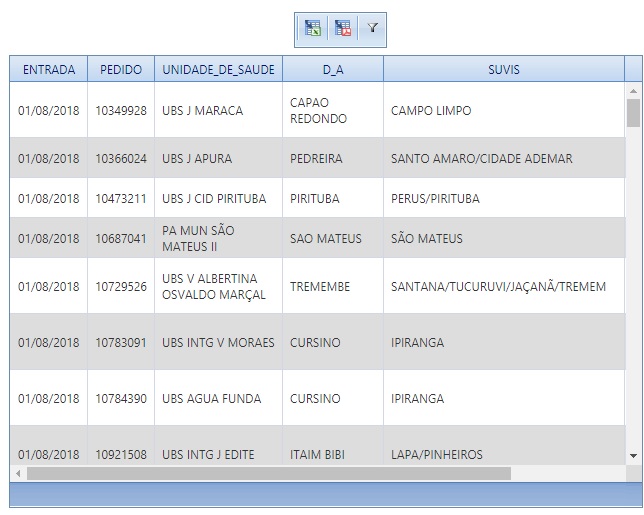 ENTRADA PEDIDO UNIDADE_DE_SAUDE D_A SUVIS
01/08/2018 10349928 UBS J MARACA CAPAO REDONDO CAMPO LIMPO
01/08/2018 10366024 UBS J APURA PEDREIRA SANTO AMARO/CIDADE ADEMAR
01/08/2018 10473211 UBS J CID PIRITUBA PIRITUBA PERUS/PIRITUBA
01/08/2018 10687041 PA MUN SÃO MATEUS II SAO MATEUS SÃO MATEUS
01/08/2018 10729526 UBS V ALBERTINA OSVALDO MARÇAL TREMEMBE SANTANA/TUCURUVI/JAÇANÃ/TREMEM
01/08/2018 10783091 UBS INTG V MORAES CURSINO IPIRANGA
01/08/2018 10784390 UBS AGUA FUNDA CURSINO IPIRANGA
01/08/2018 10921508 UBS INTG J EDITE ITAIM BIBI LAPA/PINHEIROS